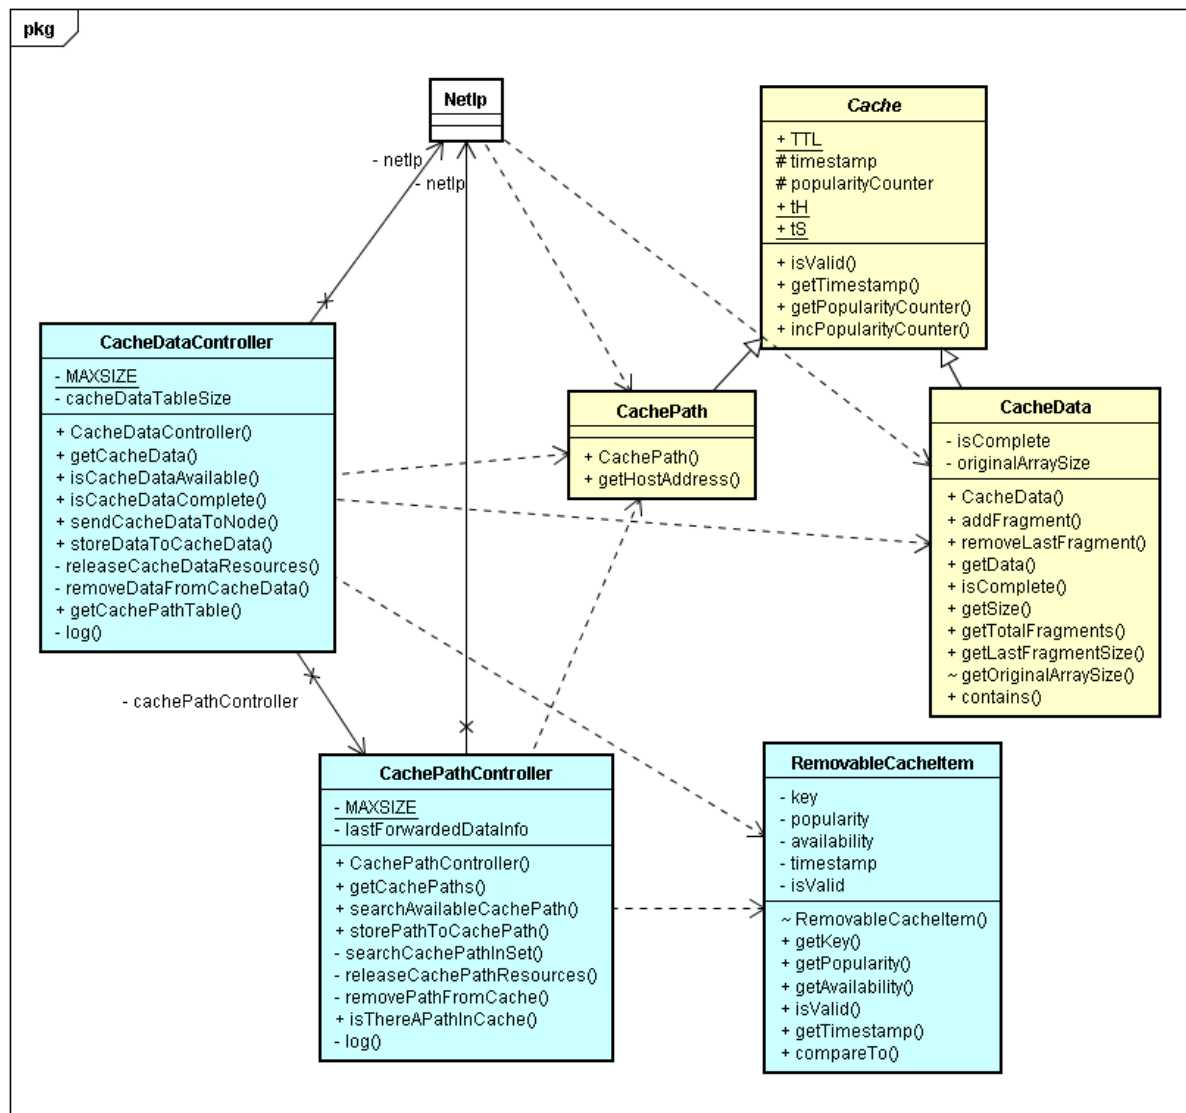 pkg
NetIp
Cache
+ TTL
# timestamp
# popularityCounter
+ tH
+ tS
+ isValid()
+ getTimestamp()
+ getPopularityCounter()
+ incPopularityCounter()
- netIp
- netIp
CacheDataController
- MAXSIZE
- cacheDataTableSize
+ CacheDataController()
+ getCacheData()
+ isCacheDataAvailable()
+ isCacheDataComplete()
+ sendCacheDataToNode()
+ storeDataToCacheData()
- releaseCacheDataResources()
- removeDataFromCacheData()
+ getCachePathTable()
- log()
CachePath
+ CachePath()
+ getHostAddress()
CacheData
- isComplete
- originalArraySize
+ CacheData()
+ addFragment()
+ removeLastFragment()
+ getData()
+ isComplete()
+ getSize()
+ getTotalFragments()
+ getLastFragmentSize()
~ getOriginalArraySize()
+ contains()
- cachePathController
CachePathController
- MAXSIZE
- lastForwardedDataInfo
+ CachePathController()
+ getCachePaths()
+ searchAvailableCachePath()
+ storePathToCachePath()
- searchCachePathInSet()
- releaseCachePathResources()
- removePathFromCache()
+ isThereAPathInCache()
- log()
RemovableCacheItem
- key
- popularity
- availability
- timestamp
- isValid
~ RemovableCacheItem()
+ getKey()
+ getPopularity()
+ getAvailability()
+ isValid()
+ getTimestamp()
+ compareTo()